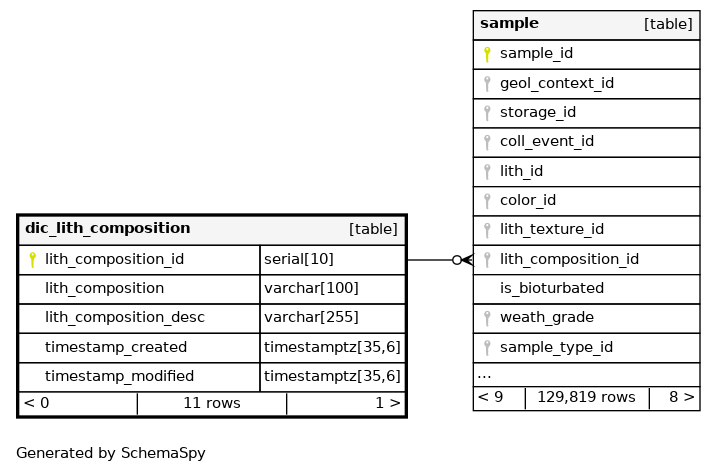 sample [table]
sample_id
geol_context_id
storage_id
coll_event_id
lith_id
color_id
lith_texture_id
lith_composition_id
is_bioturbated
weath_grade
sample_type_id
...
< 9 129,819 rows 8 >
dic_lith_composition [table]
lith_composition_id serial[10]
lith_composition varchar[100]
lith_composition_desc varchar[255]
timestamp_created timestamptz[35,6]
timestamp_modified timestamptz[35,6]
< 0 11 rows 1 >
Generated by SchemaSpy